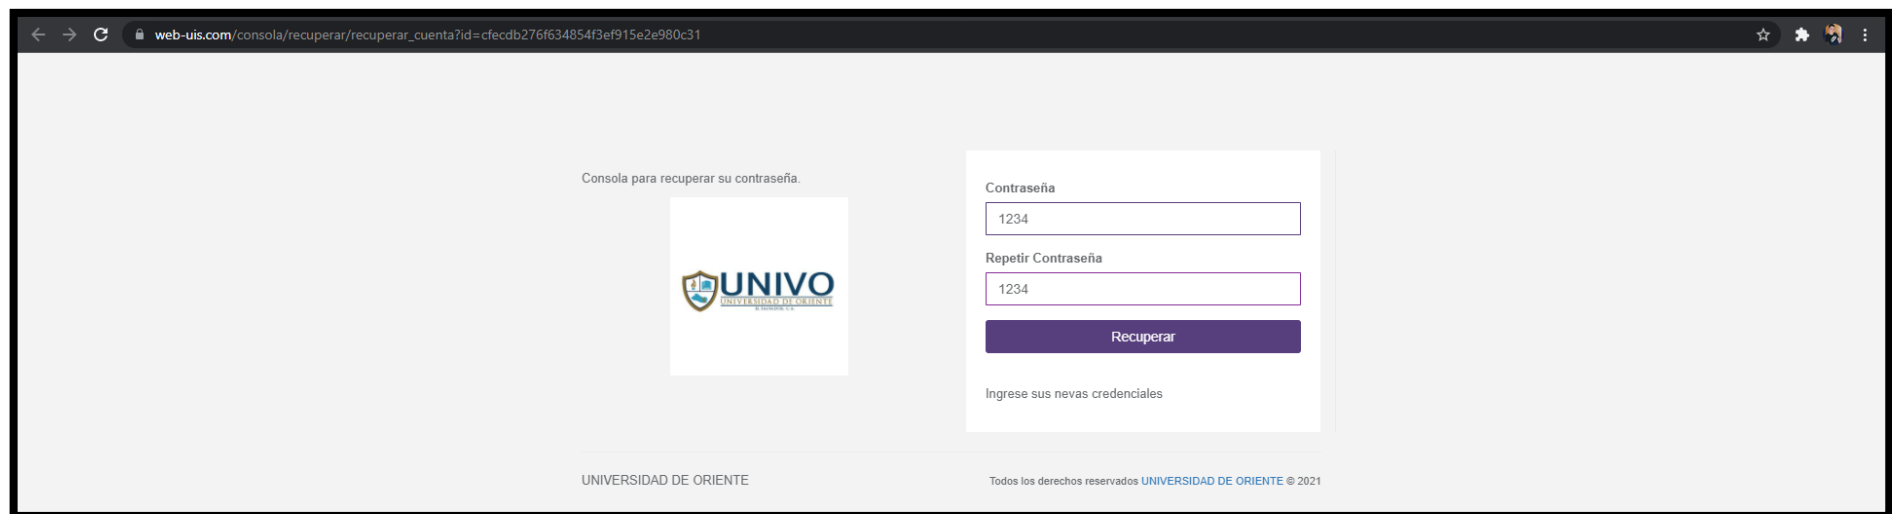 web-uis.com/consola/recuperar/recuperar_cuenta?id=cfecdb276f634854f3ef915e2e980c31
Consola para recuperar su contraseña.
UNIVO
UNIVERSIDAD DE ORIENTE
EL SALVADOR, C. A.
Contraseña
1234
Repetir Contraseña
1234
Recuperar
Ingrese sus nevas credenciales
UNIVERSIDAD DE ORIENTE
Todos los derechos reservados UNIVERSIDAD DE ORIENTE © 2021